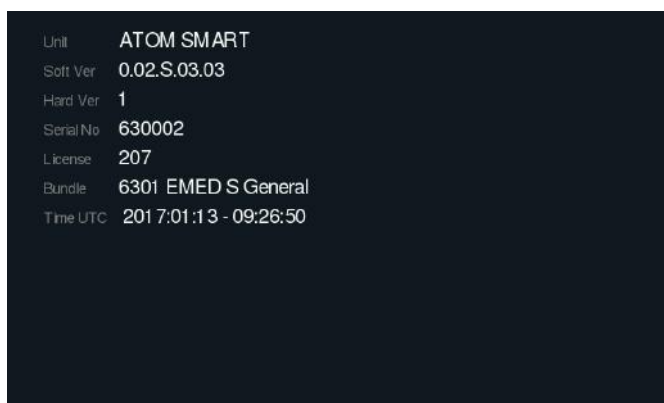 Unit ATOM SMART
Soft Ver 0.02.S.03.03
Hard Ver 1
Serial No 630002
License 207
Bundle 6301 EMED S General
Time UTC 2017:01:13 - 09:26:50